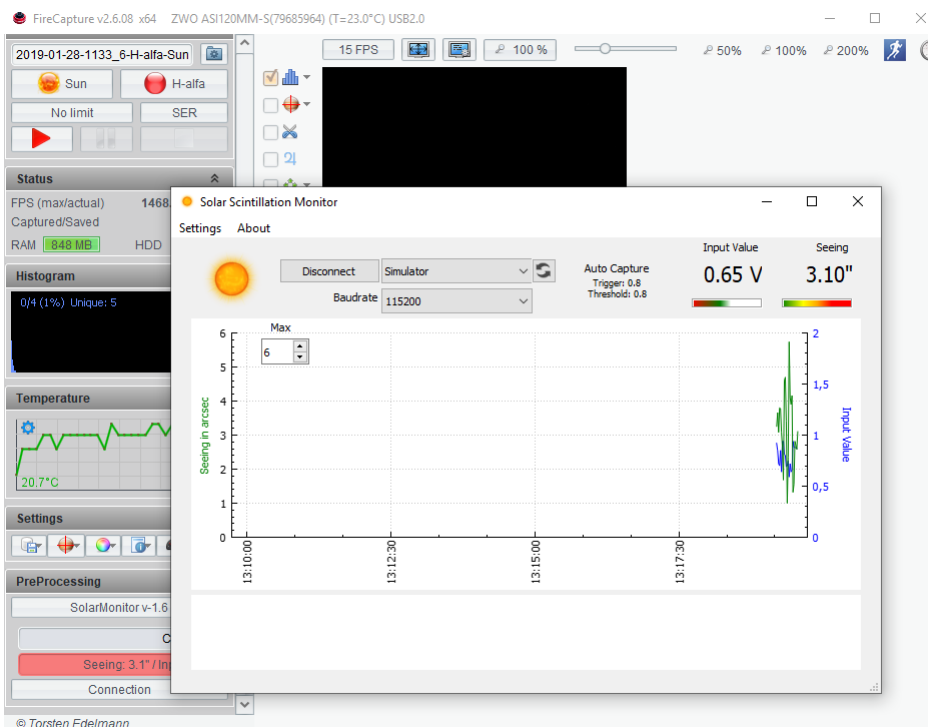 FireCapture v2.6.08 x64 ZWO ASI120MM-S(79685964) (T=23.0°C) USB2.0
2019-01-28-1133_6-H-alfa-Sun
Sun
H-alfa
No limit
SER
15 FPS
100 %
50%
100%
200%
Status
FPS (max/actual) 1468.
Captured/Saved
RAM 848 MB HDD
Histogram
0/4 (1%) Unique: 5
Temperature
20.7°C
Settings
PreProcessing
SolarMonitor v-1.6
C
Seeing: 3.1" / In
Connection
© Torsten Edelmann
Solar Scintillation Monitor
Settings About
Disconnect
Simulator
Baudrate
115200
Auto Capture
Trigger: 0.8
Threshold: 0.8
Input Value
0.65 V
Seeing
3.10"
Max
6
Seeing in arcsec
6
5
4
3
2
1
0
2
1,5
1
0,5
0
Input Value
13:10:00
13:12:30
13:15:00
13:17:30